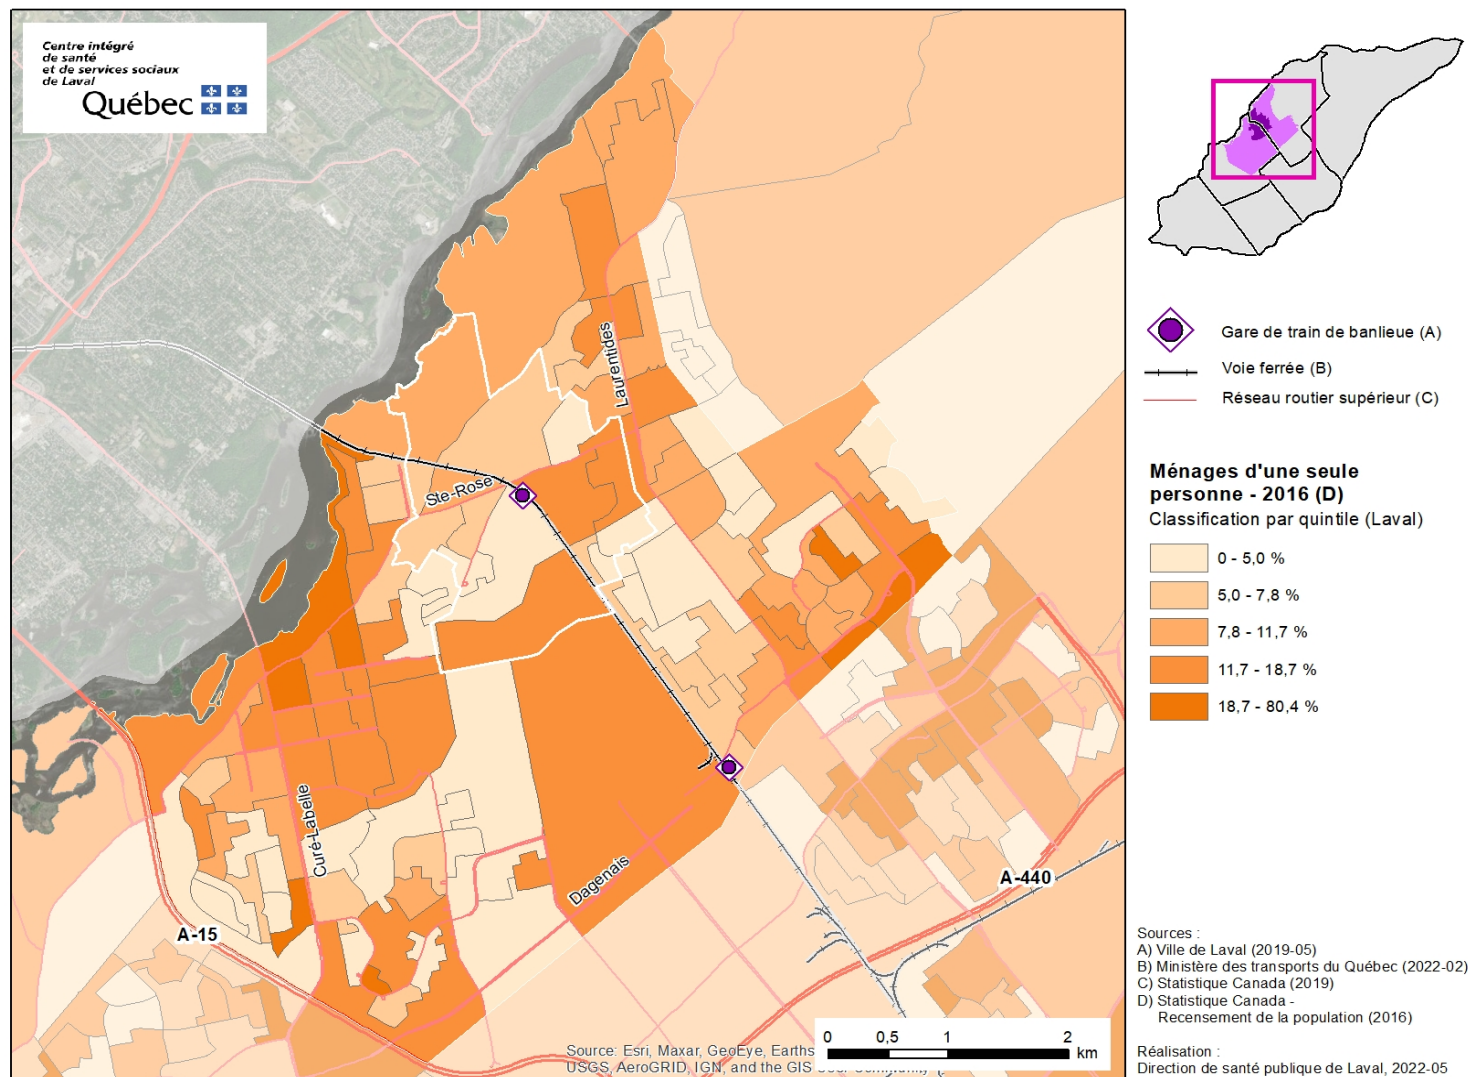 Centre intégré
de santé
et de services sociaux
de Laval
Québec
Laurentides
Ste-Rose
Curé-Labelle
Dagenais
A-15
A-440
Source: Esri, Maxar, GeoEye, Earths
USGS, AeroGRID, IGN, and the GIS User Community
0 0,5 1 2
km
Gare de train de banlieue (A)
Voie ferrée (B)
Réseau routier supérieur (C)
Ménages d'une seule
personne - 2016 (D)
Classification par quintile (Laval)
0 - 5,0 %
5,0 - 7,8 %
7,8 - 11,7 %
11,7 - 18,7 %
18,7 - 80,4 %
Sources :
A) Ville de Laval (2019-05)
B) Ministère des transports du Québec (2022-02)
C) Statistique Canada (2019)
D) Statistique Canada -
Recensement de la population (2016)
Réalisation :
Direction de santé publique de Laval, 2022-05